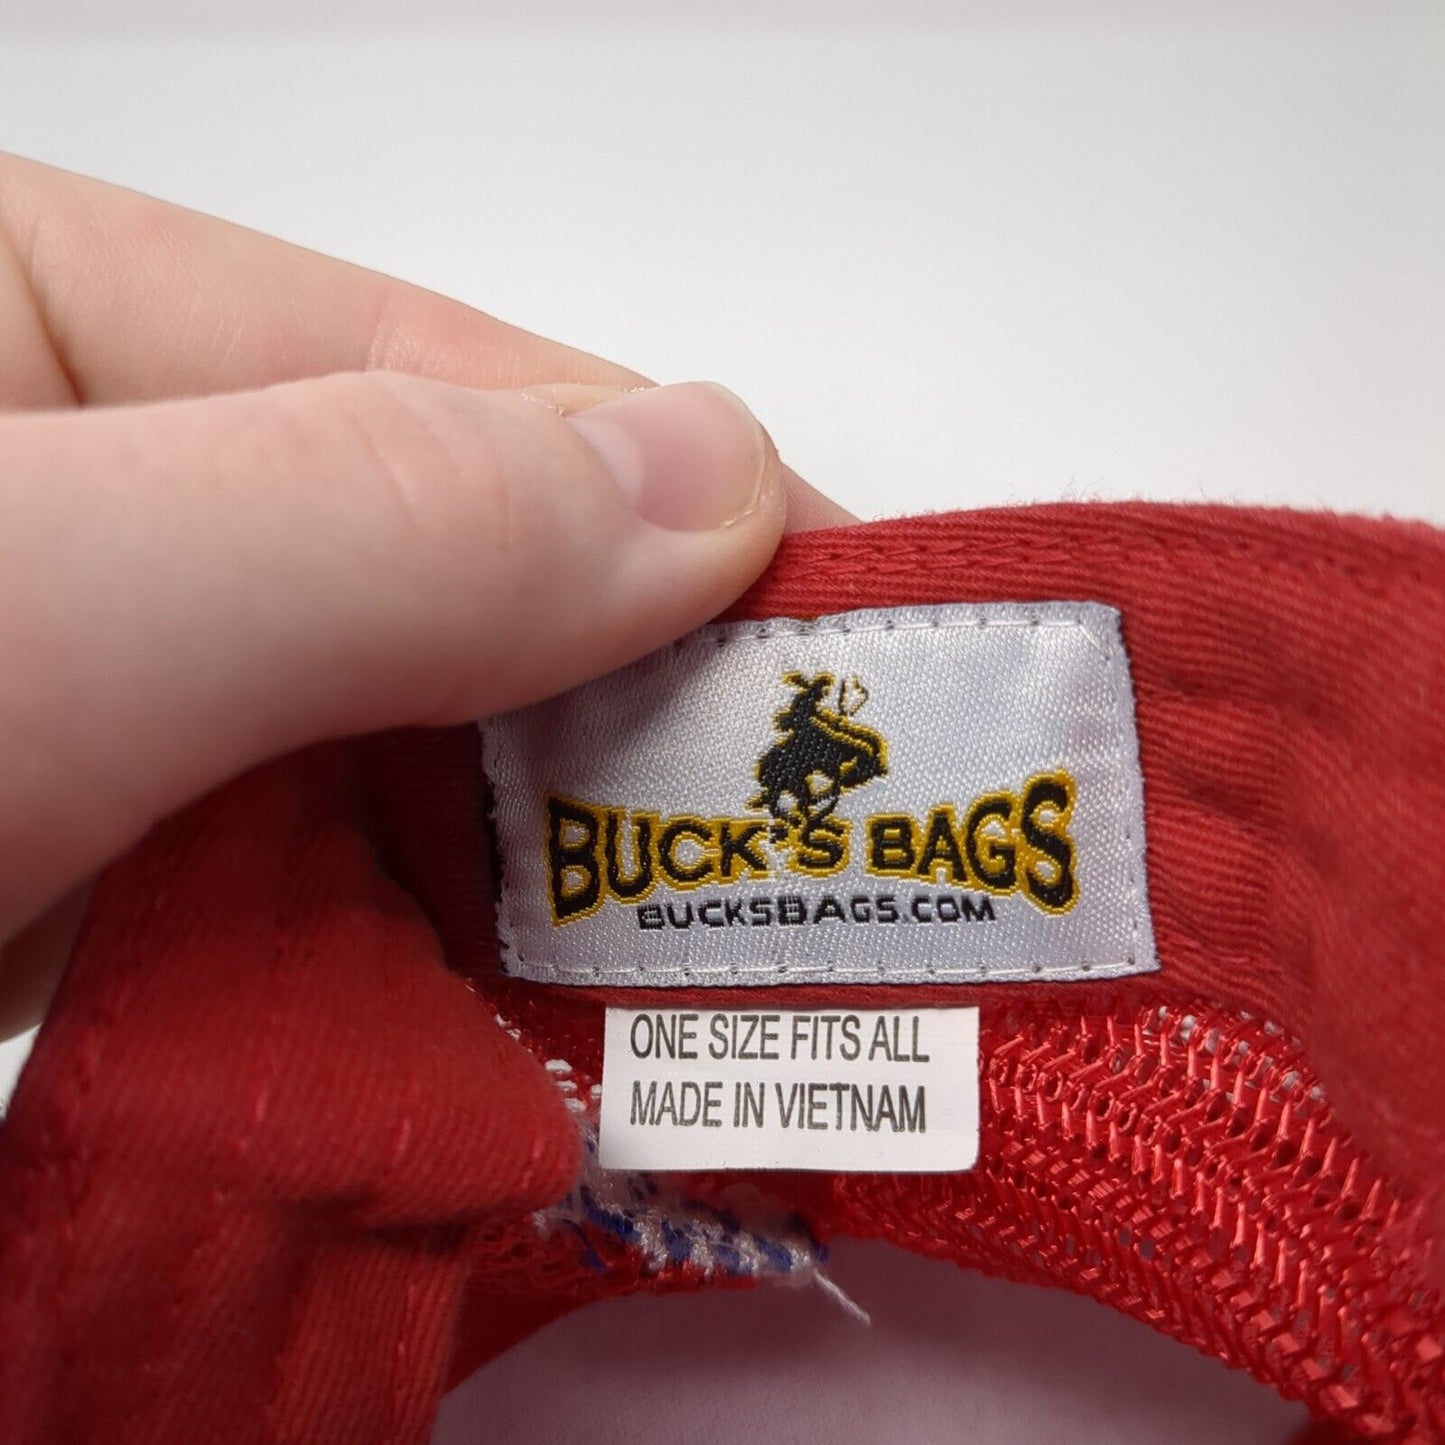 BUCK'S BAGS
BUCKSBAGS.COM
ONE SIZE FITS ALL
MADE IN VIETNAM